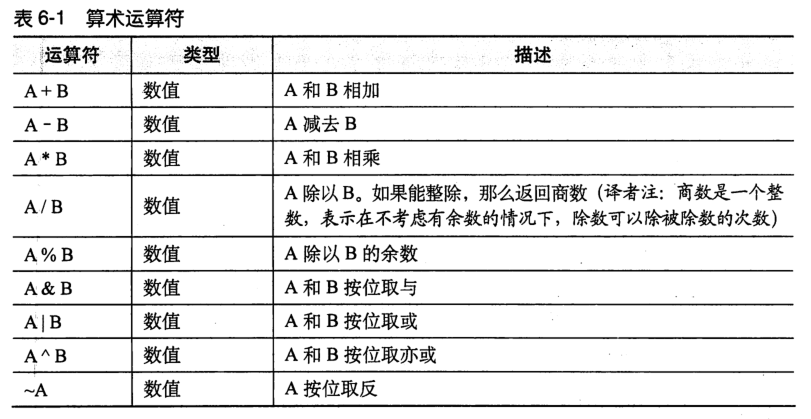 表 6-1 算术运算符
运算符 类型 描述
A + B 数值 A 和 B 相加
A - B 数值 A 减去 B
A * B 数值 A 和 B 相乘
A / B 数值 A 除以 B。如果能整除，那么返回商数（译者注：商数是一个整
数，表示在不考虑有余数的情况下，除数可以除被除数的次数）
A % B 数值 A 除以 B 的余数
A & B 数值 A 和 B 按位取与
A | B 数值 A 和 B 按位取或
A ^ B 数值 A 和 B 按位取亦或
~A 数值 A 按位取反